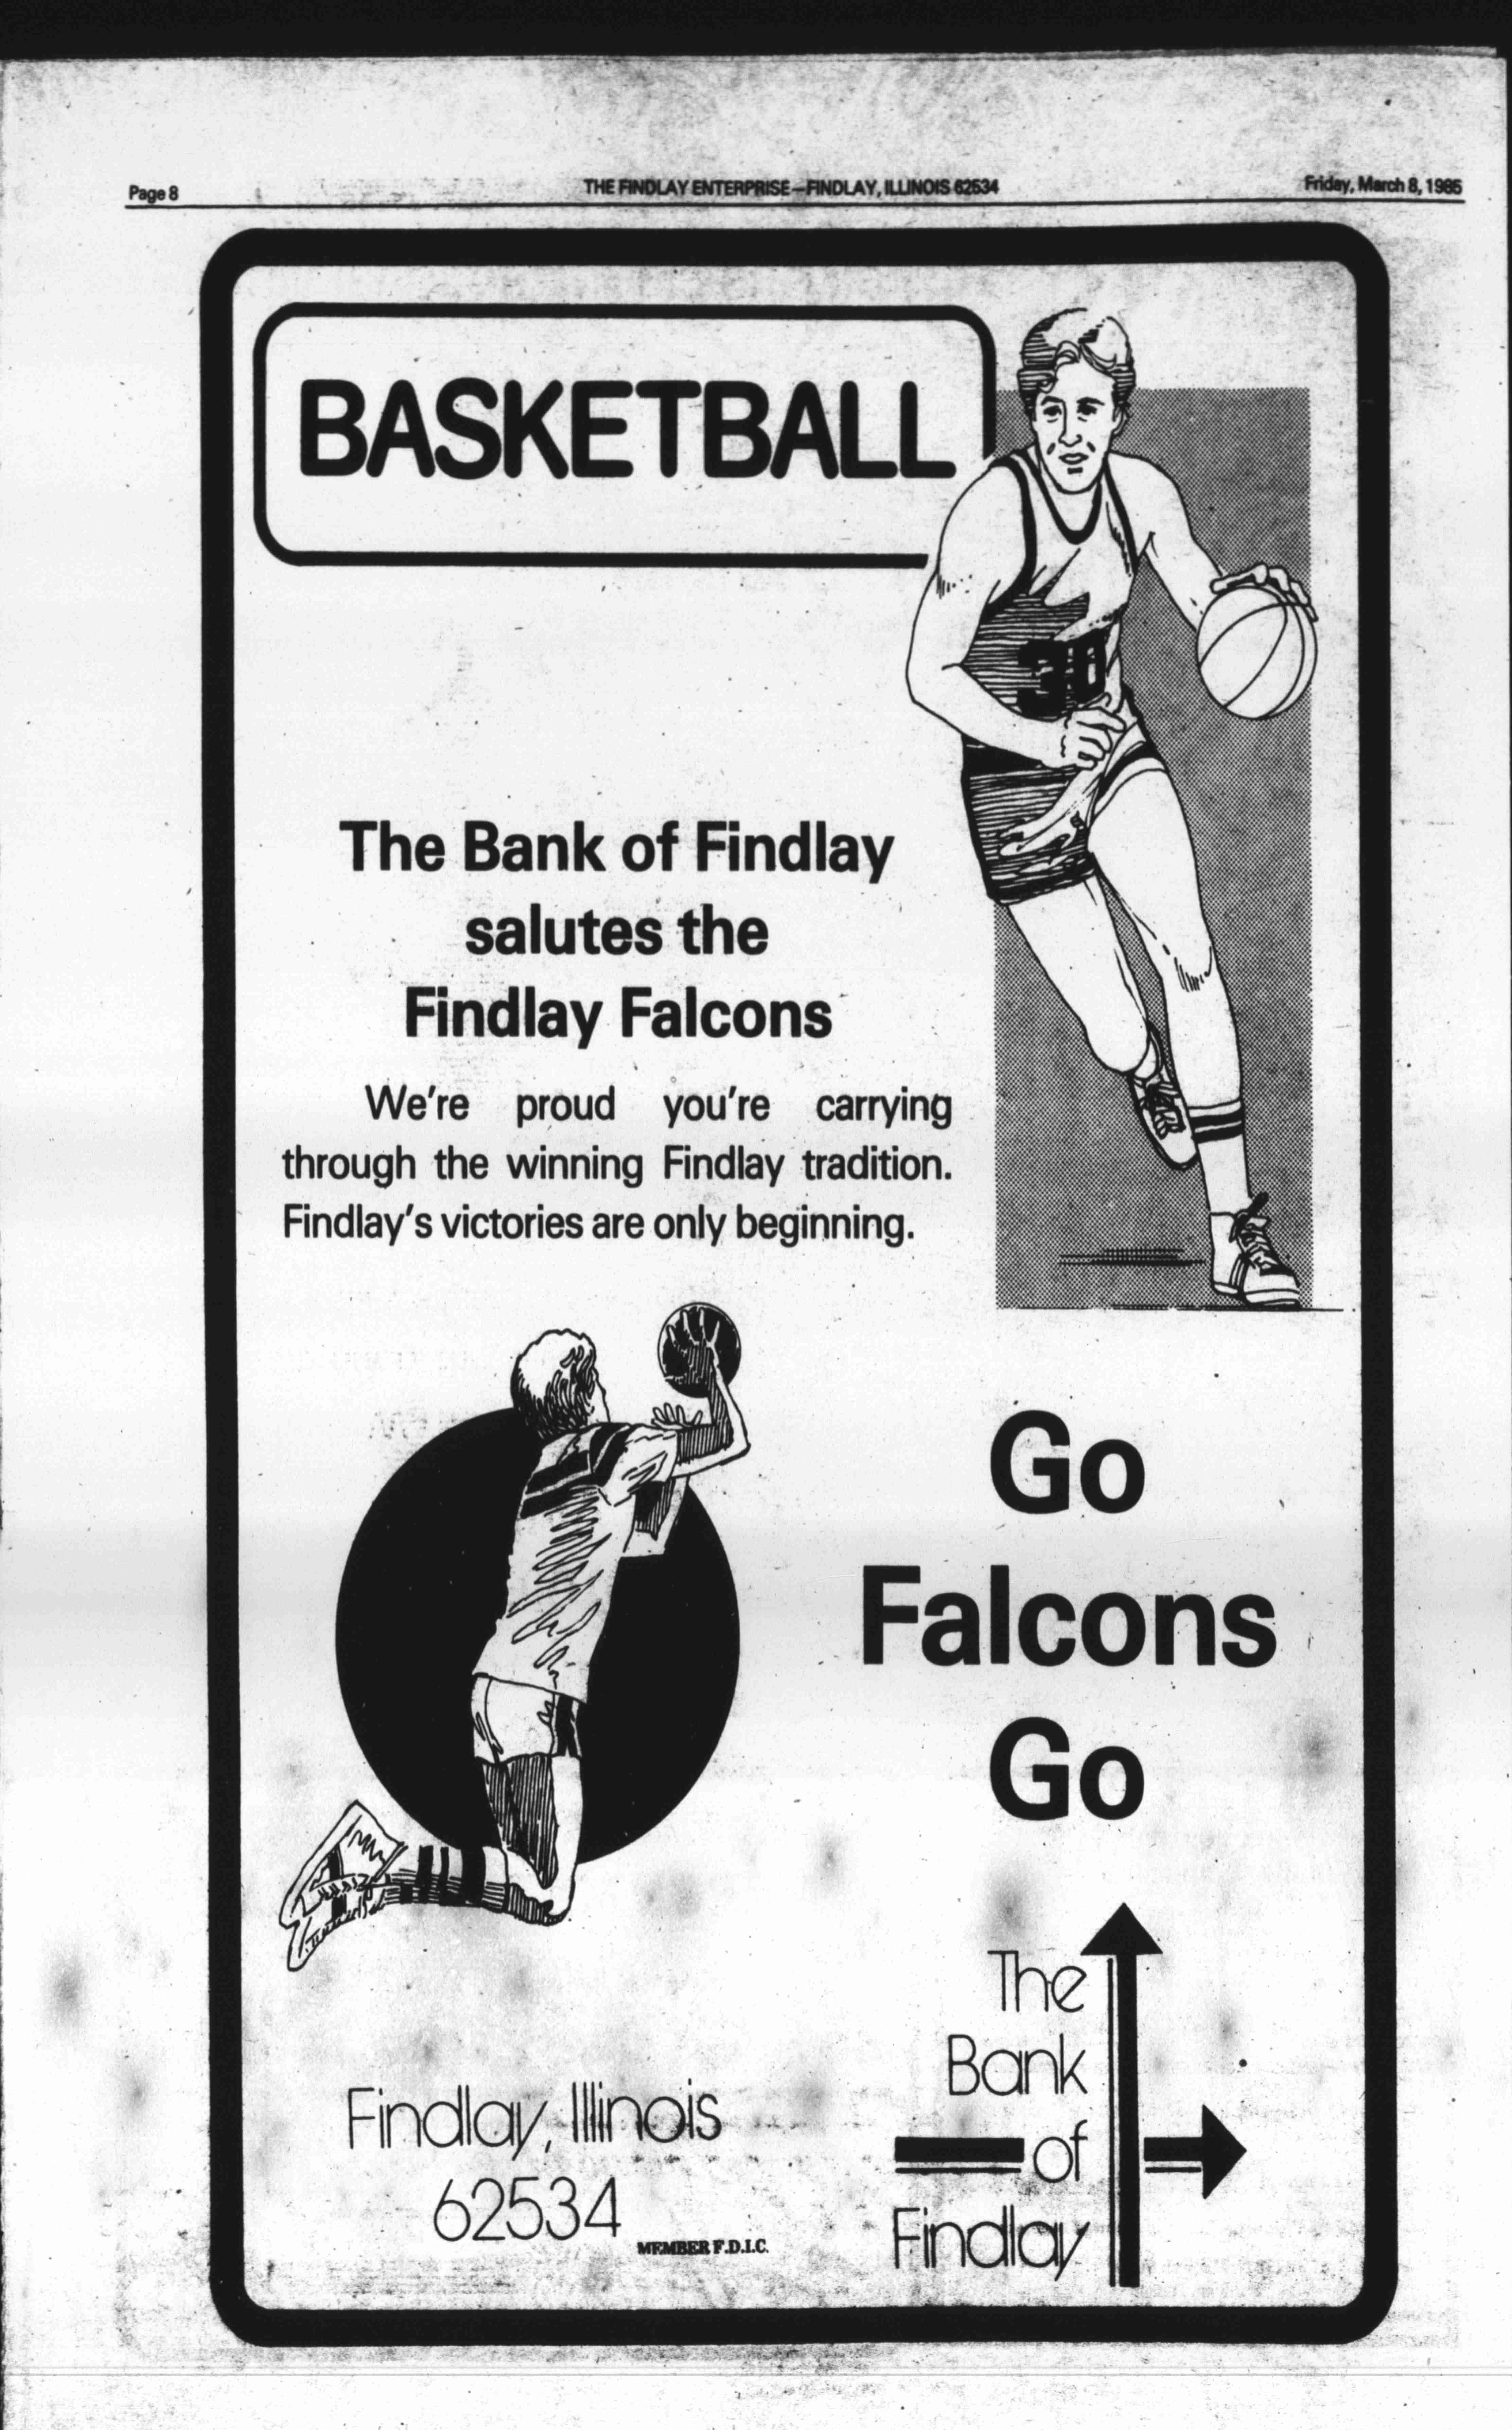 Page 8
THE FINDLAY ENTERPRISE—FINDLAY, ILLINOIS 62534
Friday, March 8, 1985
BASKETBALL
30
The Bank of Findlay
salutes the
Findlay Falcons
We're proud you're carrying
through the winning Findlay tradition.
Findlay's victories are only beginning.
Go
Falcons
Go
Findlay, Illinois
62534
MEMBER F.D.I.C.
The
Bank
of
Findlay